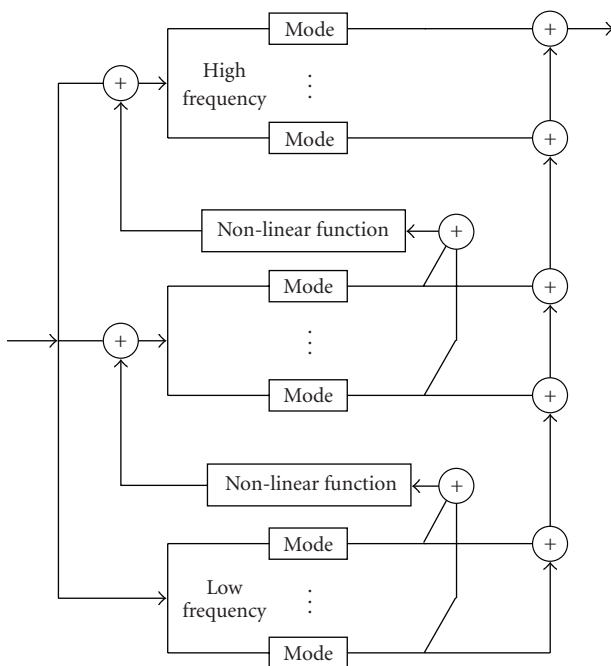 Mode
+
High
frequency
⋮
+
Mode
+
Non-linear function
+
Mode
+
⋮
+
Mode
+
Non-linear function
+
Mode
+
Low
frequency
⋮
Mode